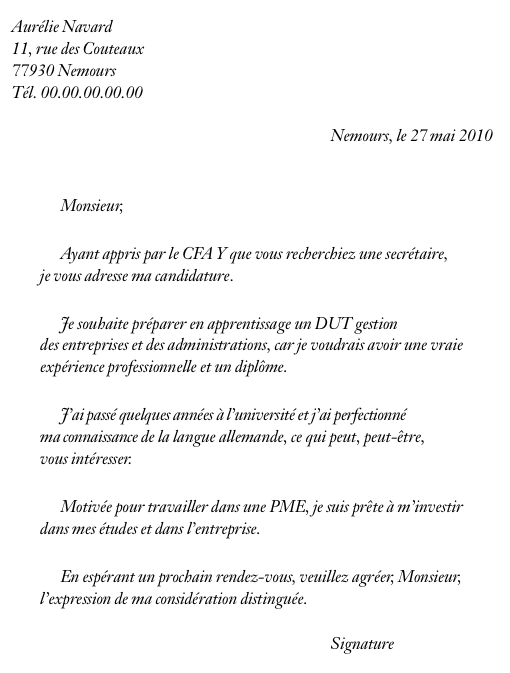 Aurélie Navard
11, rue des Couteaux
77930 Nemours
Tél. 00.00.00.00.00
Nemours, le 27 mai 2010
Monsieur,
Ayant appris par le CFA Y que vous recherchiez une secrétaire,
je vous adresse ma candidature.
Je souhaite préparer en apprentissage un DUT gestion
des entreprises et des administrations, car je voudrais avoir une vraie
expérience professionnelle et un diplôme.
J'ai passé quelques années à l'université et j'ai perfectionné
ma connaissance de la langue allemande, ce qui peut, peut-être,
vous intéresser.
Motivée pour travailler dans une PME, je suis prête à m'investir
dans mes études et dans l'entreprise.
En espérant un prochain rendez-vous, veuillez agréer, Monsieur,
l'expression de ma considération distinguée.
Signature